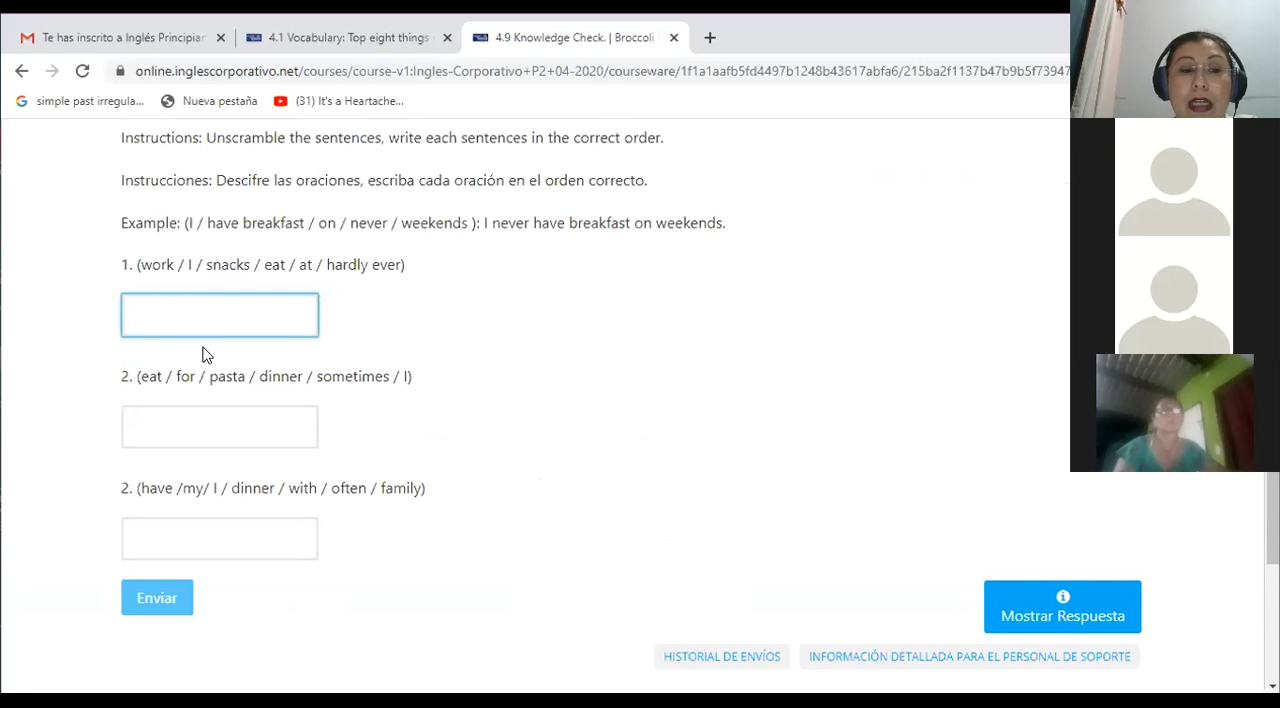 Te has inscrito a Inglés Principian
4.1 Vocabulary: Top eight things
4.9 Knowledge Check. | Broccoli
online.inglescorporativo.net/courses/course-v1:Ingles-Corporativo+P2+04-2020/courseware/1f1a1aafb5fd4497b1248b43617abfa6/215ba2f1137b47b9b5f73947
simple past irregula...
Nueva pestaña
(31) It's a Heartache...
Instructions: Unscramble the sentences, write each sentences in the correct order.
Instrucciones: Descifre las oraciones, escriba cada oración en el orden correcto.
Example: (I / have breakfast / on / never / weekends ): I never have breakfast on weekends.
1. (work / I / snacks / eat / at / hardly ever)
2. (eat / for / pasta / dinner / sometimes / I)
2. (have /my/ I / dinner / with / often / family)
Enviar
Mostrar Respuesta
HISTORIAL DE ENVÍOS
INFORMACIÓN DETALLADA PARA EL PERSONAL DE SOPORTE